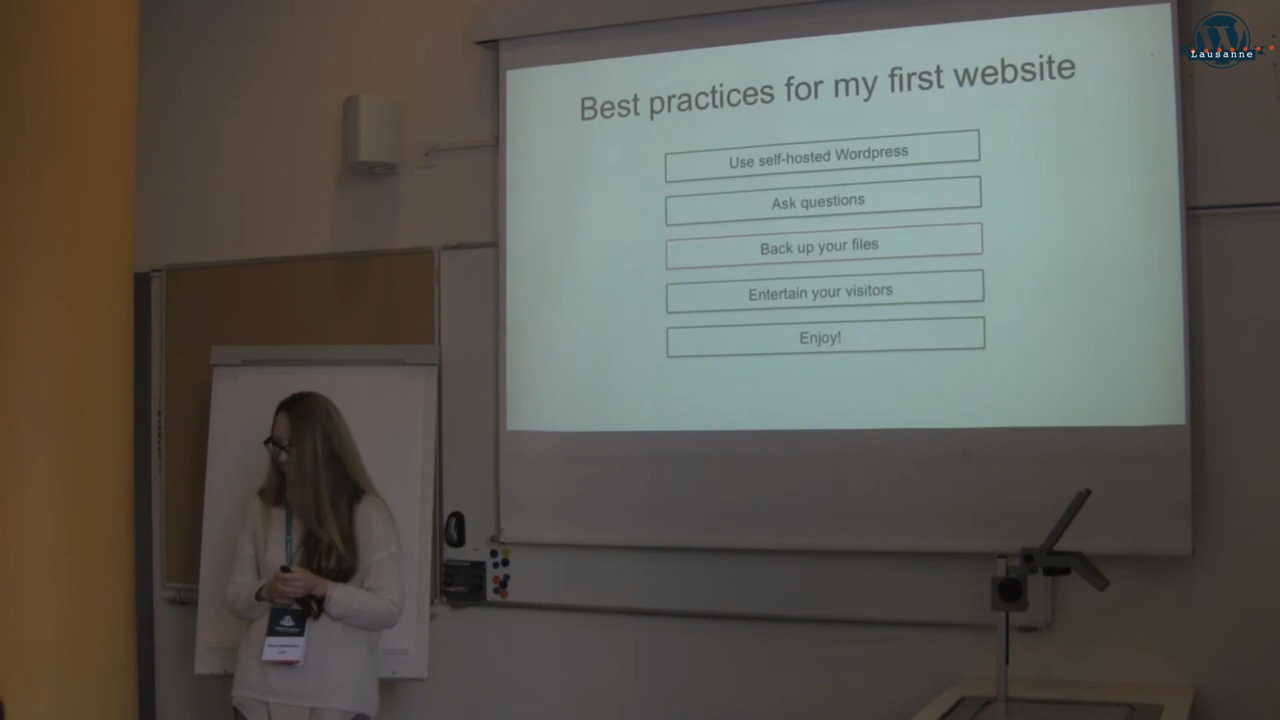 Best practices for my first website
Use self-hosted Wordpress
Ask questions
Back up your files
Entertain your visitors
Enjoy!
Lausanne